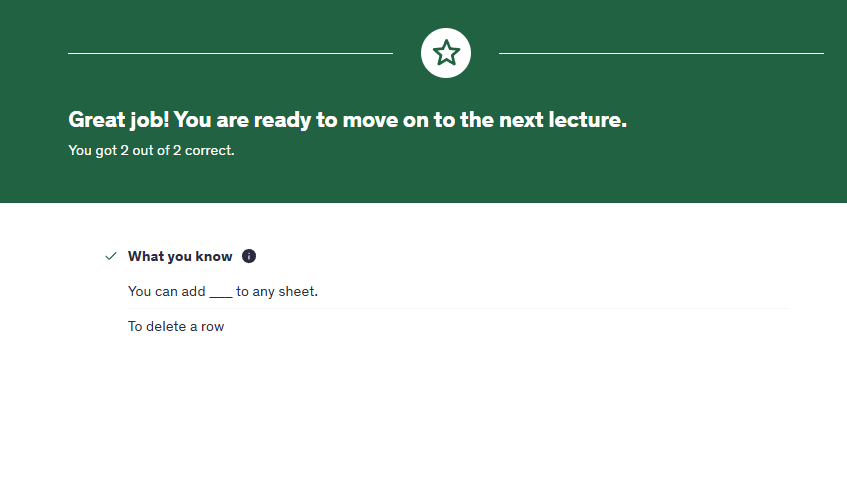 Great job! You are ready to move on to the next lecture.
You got 2 out of 2 correct.
What you know i
You can add ___ to any sheet.
To delete a row